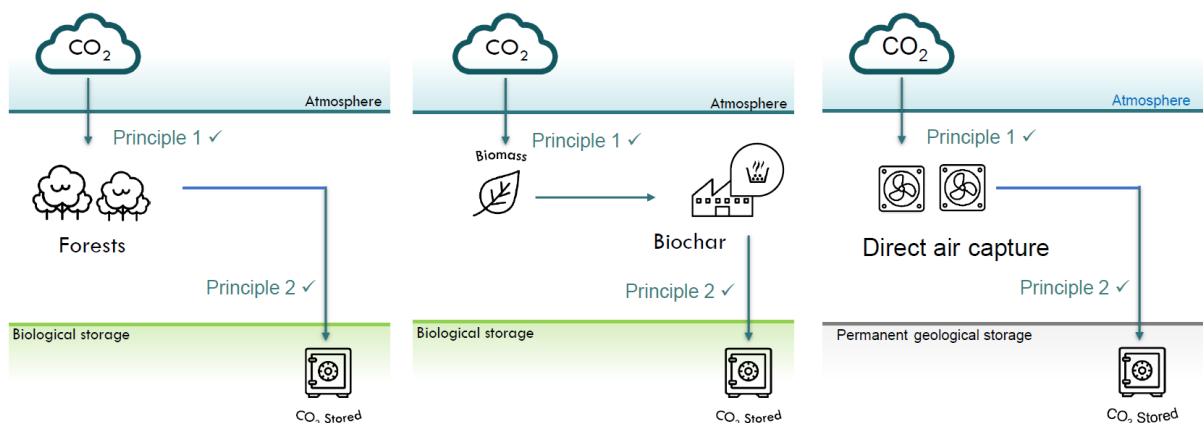 CO₂
Atmosphere
Principle 1 ✓
Forests
Principle 2 ✓
Biological storage
CO₂ Stored
CO₂
Atmosphere
Principle 1 ✓
Biomass
Biochar
Principle 2 ✓
Biological storage
CO₂ Stored
CO₂
Atmosphere
Principle 1 ✓
Direct air capture
Principle 2 ✓
Permanent geological storage
CO₂ Stored